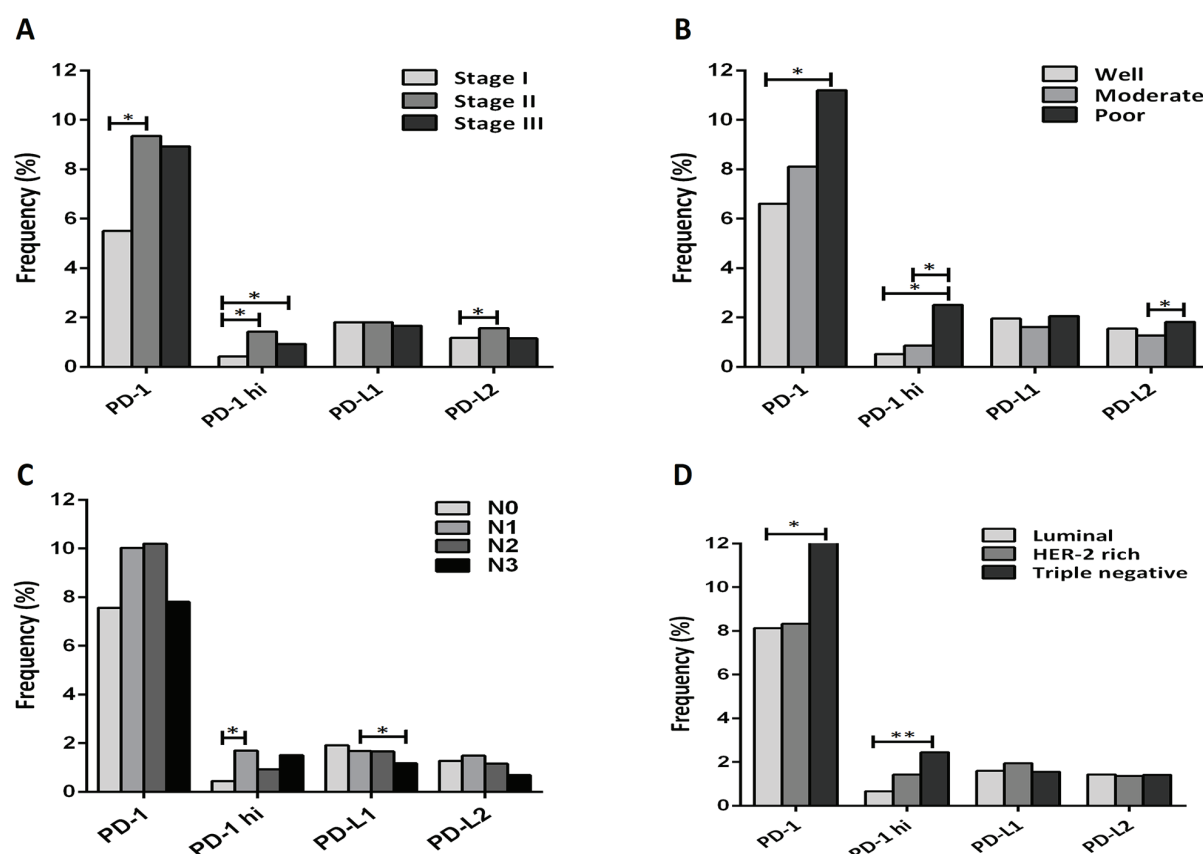 A
Stage I
Stage II
Stage III
Frequency (%)
12
10
8
6
4
2
0
*
*
*
*
PD-1
PD-1 hi
PD-L1
PD-L2
B
Well
Moderate
Poor
Frequency (%)
12
10
8
6
4
2
0
*
*
*
*
PD-1
PD-1 hi
PD-L1
PD-L2
C
N0
N1
N2
N3
Frequency (%)
12
10
8
6
4
2
0
*
*
PD-1
PD-1 hi
PD-L1
PD-L2
D
Luminal
HER-2 rich
Triple negative
Frequency (%)
12
10
8
6
4
2
0
*
**
PD-1
PD-1 hi
PD-L1
PD-L2